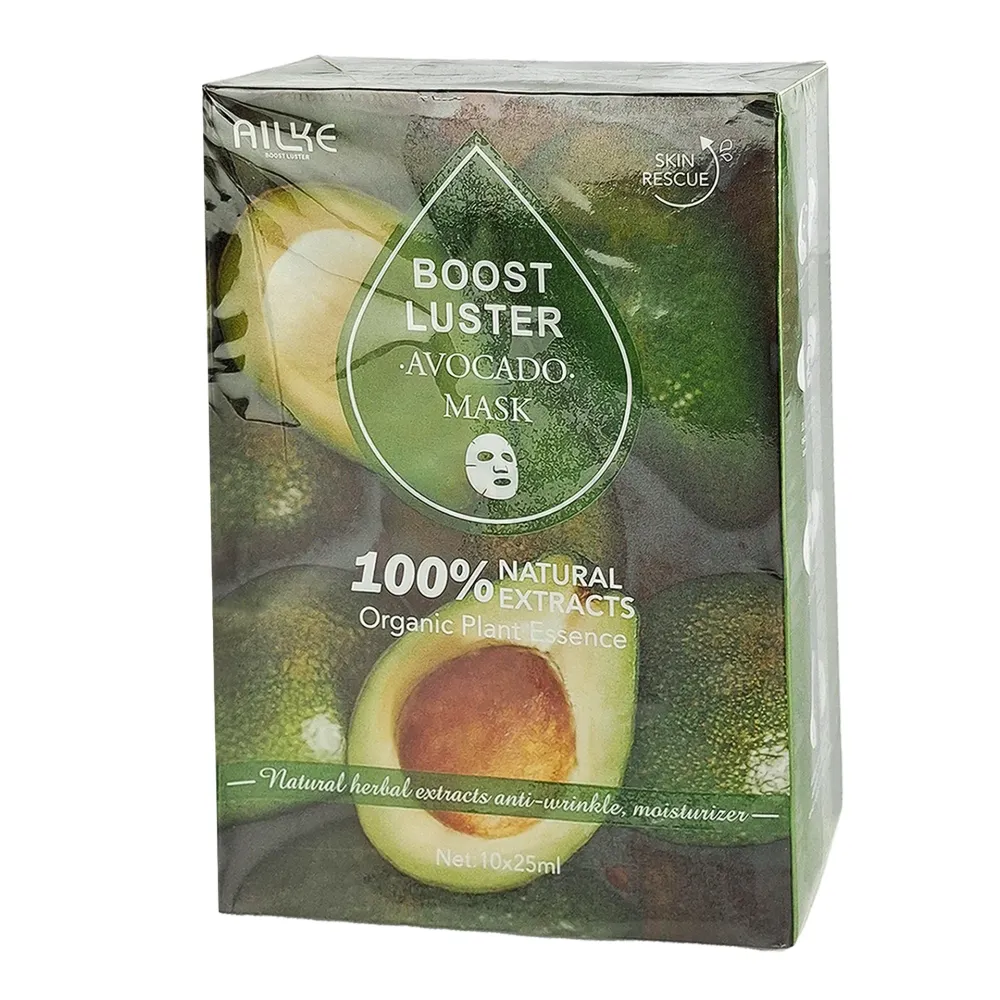 AILKE
BOOST LUSTER
SKIN
RESCUE
BOOST
LUSTER
·AVOCADO·
MASK
100% NATURAL
EXTRACTS
Organic Plant Essence
— Natural herbal extracts anti-wrinkle, moisturizer —
Net:10x25ml